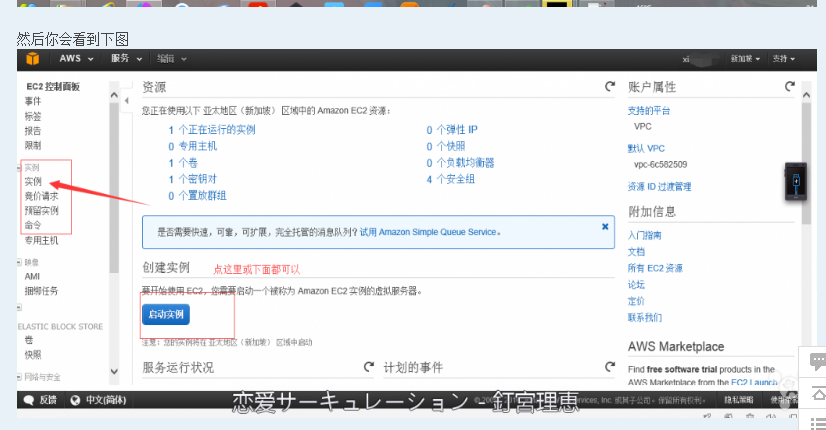 然后你会看到下图
AWS 服务 编辑 xi 新加坡 支持
EC2 控制面板
事件
标签
报告
限制
实例
实例
竞价请求
预留实例
命令
专用主机
映像
AMI
捆绑任务
ELASTIC BLOCK STORE
卷
快照
网络与安全
资源
您正在使用以下 亚太地区（新加坡） 区域中的 Amazon EC2 资源：
1 个正在运行的实例 0 个弹性 IP
0 专用主机 0 个快照
1 个卷 0 个负载均衡器
1 个密钥对 4 个安全组
0 个置放群组
是否需要快速，可靠，可扩展，完全托管的消息队列？试用 Amazon Simple Queue Service。
创建实例 点这里或下面都可以
要开始使用 EC2，您需要启动一个被称为 Amazon EC2 实例的虚拟服务器。
启动实例
注意：您的实例将在 亚太地区（新加坡） 区域中启动
服务运行状况 计划的事件
账户属性
支持的平台
VPC
默认 VPC
vpc-6c582509
资源 ID 过渡管理
附加信息
入门指南
文档
所有 EC2 资源
论坛
定价
联系我们
AWS Marketplace
Find free software trial products in the
AWS Marketplace from the EC2 Launch
反馈 中文(简体) Services, Inc. 或其子公司。保留所有权利。 隐私策略
恋爱サーキュレーション - 釘宮理恵